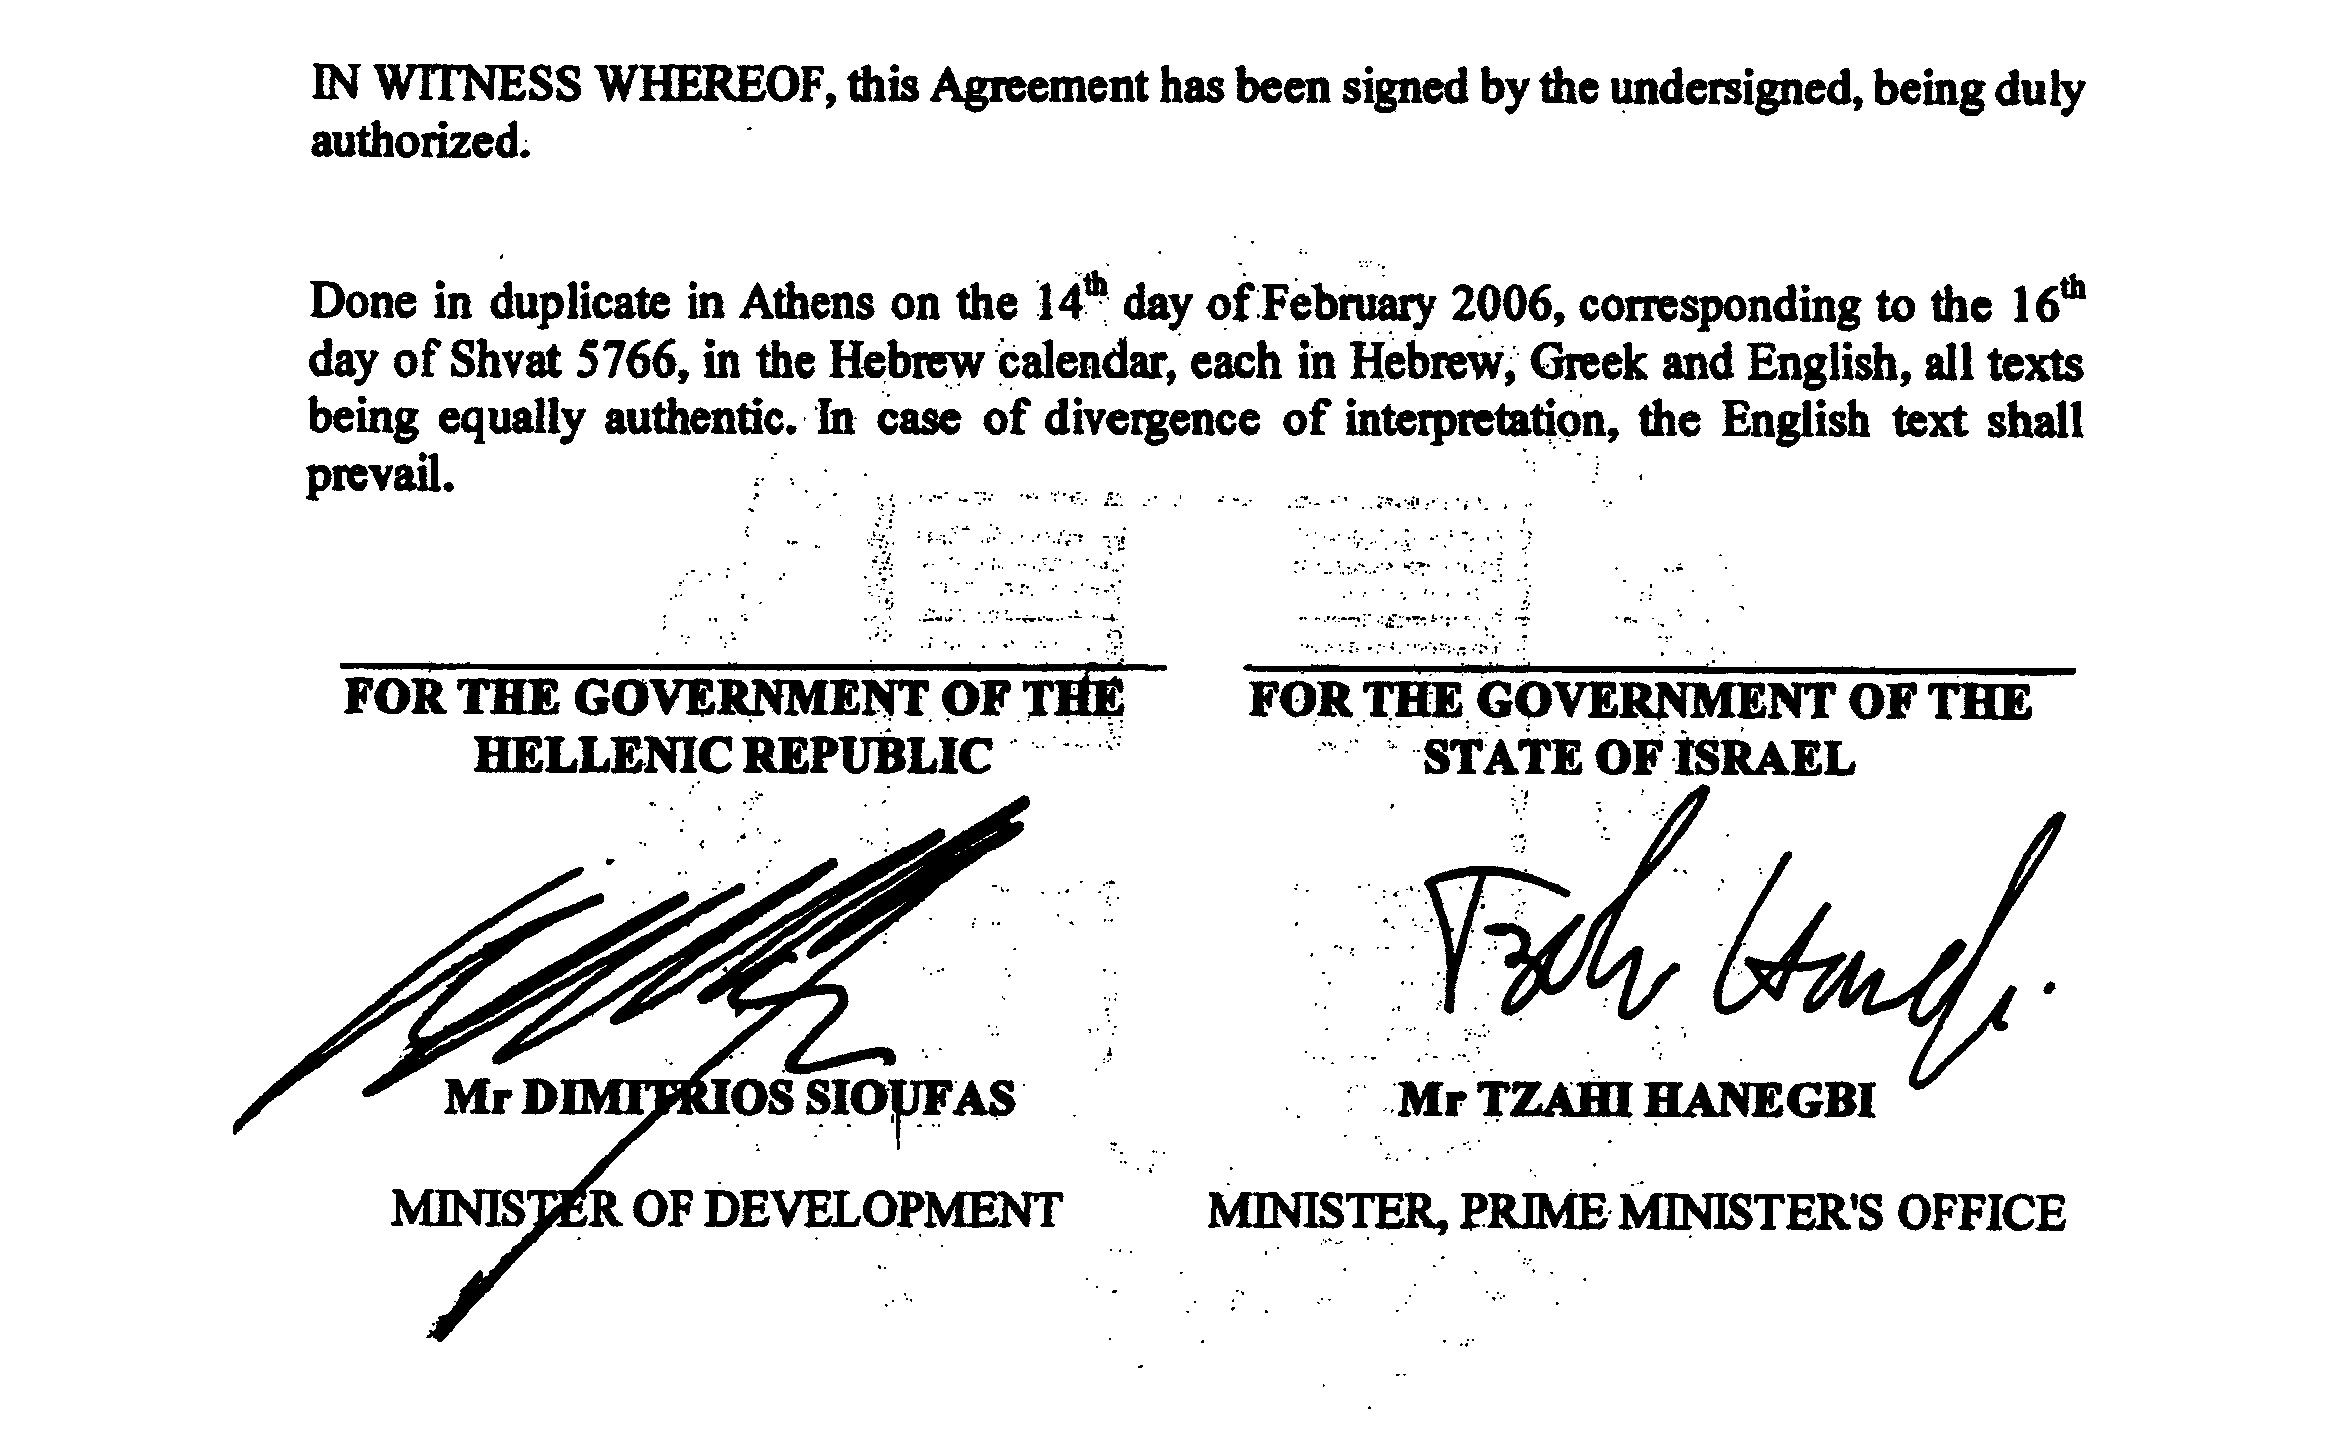 IN WITNESS WHEREOF, this Agreement has been signed by the undersigned, being duly
authorized.
Done in duplicate in Athens on the 14th day of February 2006, corresponding to the 16th
day of Shvat 5766, in the Hebrew calendar, each in Hebrew, Greek and English, all texts
being equally authentic. In case of divergence of interpretation, the English text shall
prevail.
FOR THE GOVERNMENT OF THE
HELLENIC REPUBLIC
FOR THE GOVERNMENT OF THE
STATE OF ISRAEL
Tzahi Hanegbi.
Mr DIMITRIOS SIOUFAS
Mr TZAHI HANEGBI
MINISTER OF DEVELOPMENT
MINISTER, PRIME MINISTER'S OFFICE